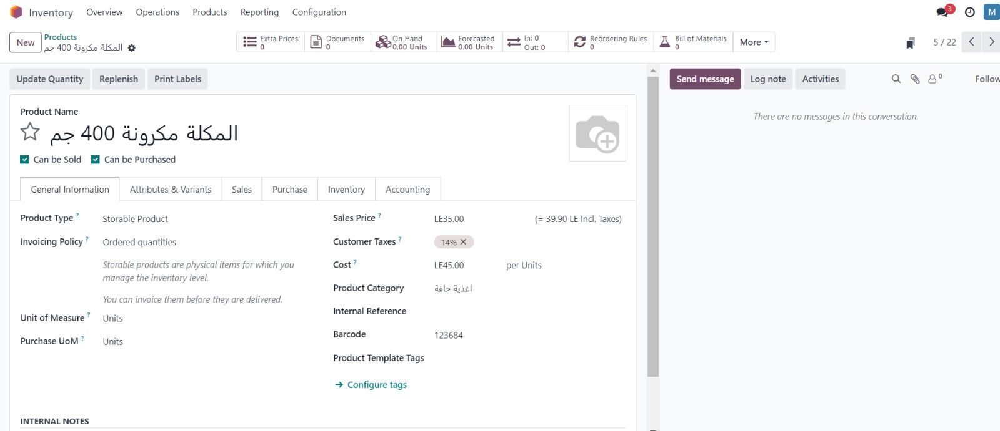 Inventory Overview Operations Products Reporting Configuration 3 M
New Products
المكلة مكرونة 400 جم
Extra Prices 0 Documents 0 On Hand 0.00 Units Forecasted 0.00 Units In: 0 Out: 0 Reordering Rules 0 Bill of Materials 0 More 5 / 22
Update Quantity Replenish Print Labels Send message Log note Activities 0 Follow
There are no messages in this conversation.
Product Name
المكلة مكرونة 400 جم
Can be Sold Can be Purchased
General Information Attributes & Variants Sales Purchase Inventory Accounting
Product Type ? Storable Product
Invoicing Policy ? Ordered quantities
Storable products are physical items for which you
manage the inventory level.
You can invoice them before they are delivered.
Unit of Measure ? Units
Purchase UoM ? Units
Sales Price ? LE35.00 (= 39.90 LE Incl. Taxes)
Customer Taxes ? 14%
Cost ? LE45.00 per Units
Product Category اغذية جافة
Internal Reference
Barcode 123684
Product Template Tags
Configure tags
INTERNAL NOTES